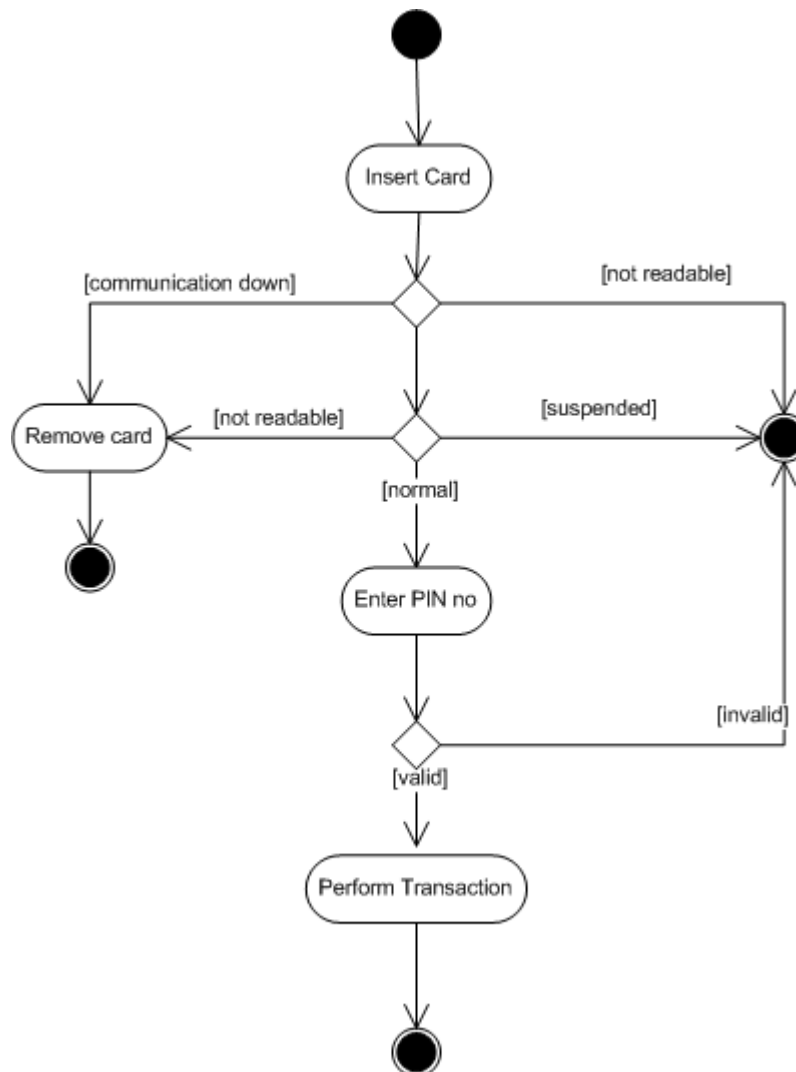 Insert Card
[communication down]
[not readable]
Remove card
[not readable]
[suspended]
[normal]
Enter PIN no
[invalid]
[valid]
Perform Transaction